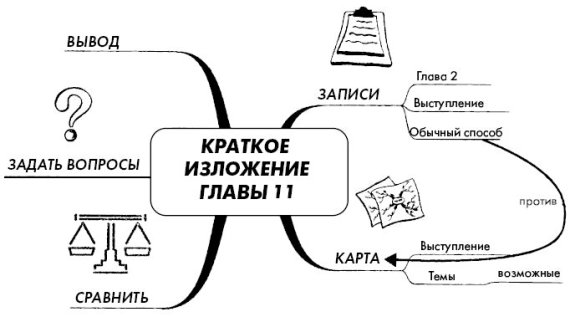 ВЫВОД
ЗАДАТЬ ВОПРОСЫ
СРАВНИТЬ
КРАТКОЕ
ИЗЛОЖЕНИЕ
ГЛАВЫ 11
ЗАПИСИ
Глава 2
Выступление
Обычный способ
против
КАРТА
Выступление
Темы
возможные